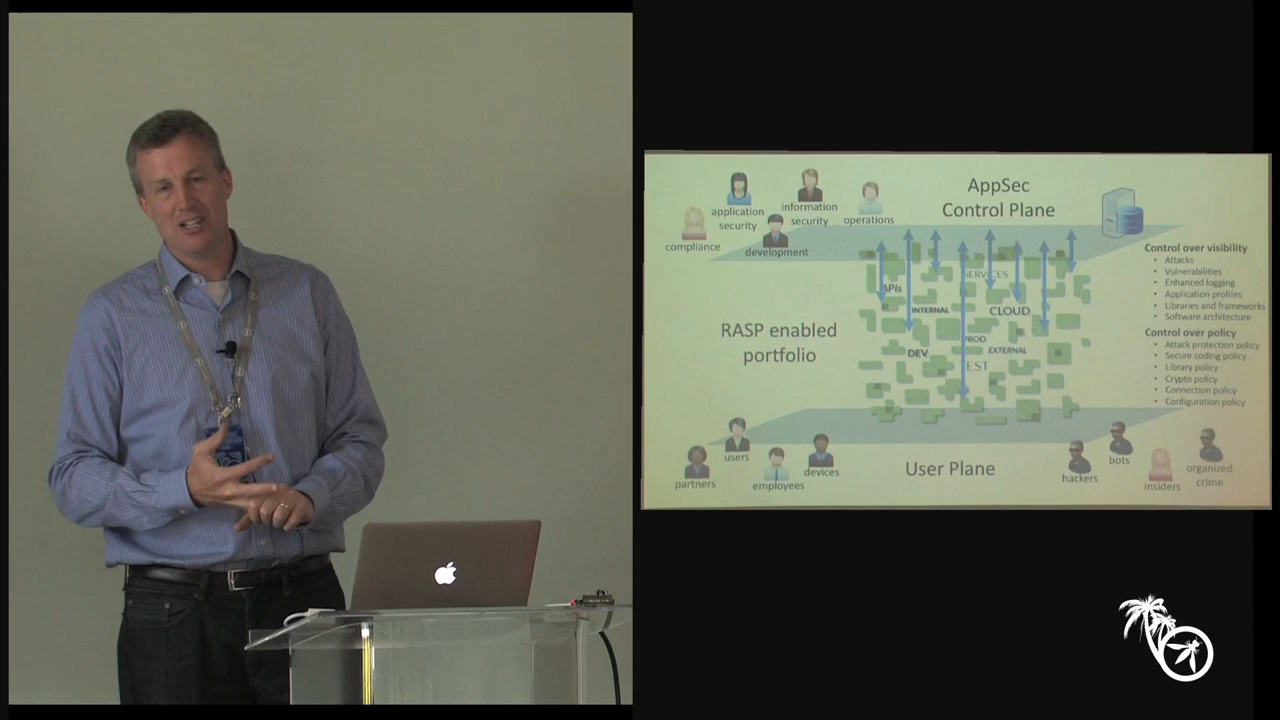 AppSec
Control Plane
application
security
information
security
operations
compliance
development
Control over visibility
• Attacks
• Vulnerabilities
• Enhanced logging
• Application profiles
• Libraries and frameworks
• Software architecture
Control over policy
• Attack protection policy
• Secure coding policy
• Library policy
• Crypto policy
• Connection policy
• Configuration policy
RASP enabled
portfolio
SERVICES
APIs
INTERNAL
CLOUD
PROD
DEV
EXTERNAL
TEST
User Plane
users
partners
employees
devices
hackers
bots
insiders
organized
crime